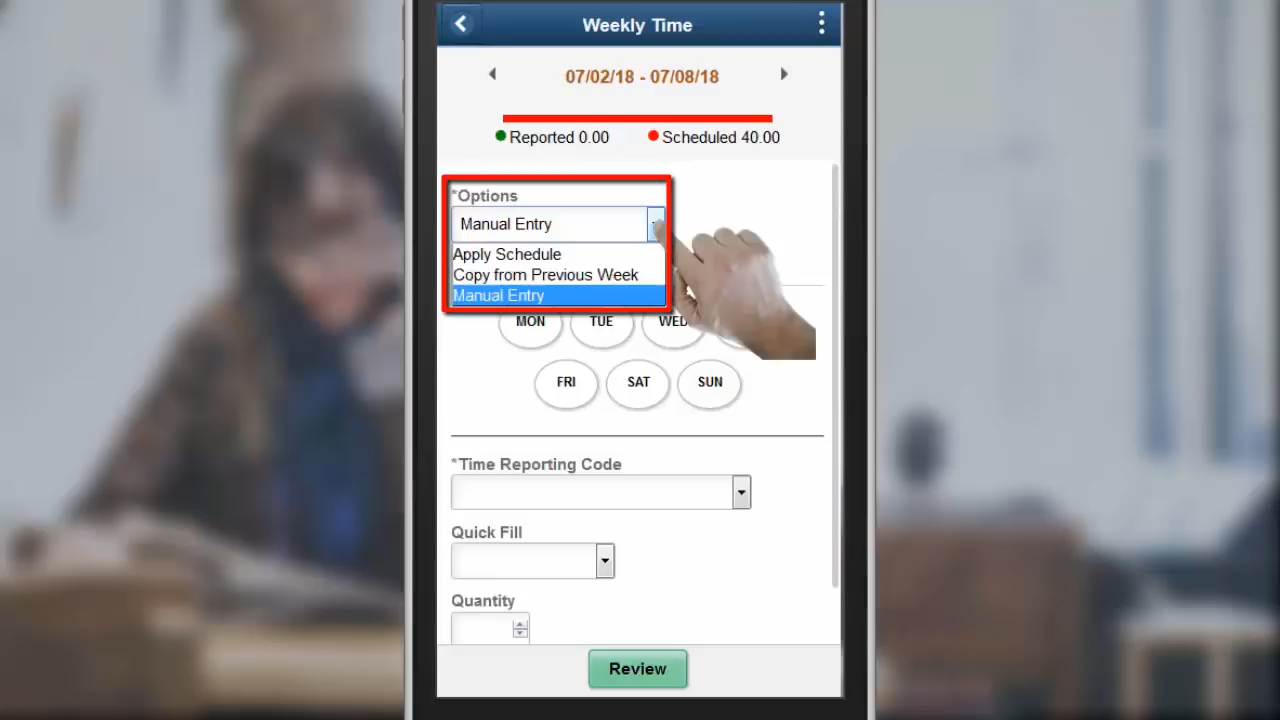 Weekly Time
07/02/18 - 07/08/18
Reported 0.00 Scheduled 40.00
*Options
Manual Entry
Apply Schedule
Copy from Previous Week
Manual Entry
MON TUE WED
FRI SAT SUN
*Time Reporting Code
Quick Fill
Quantity
Review